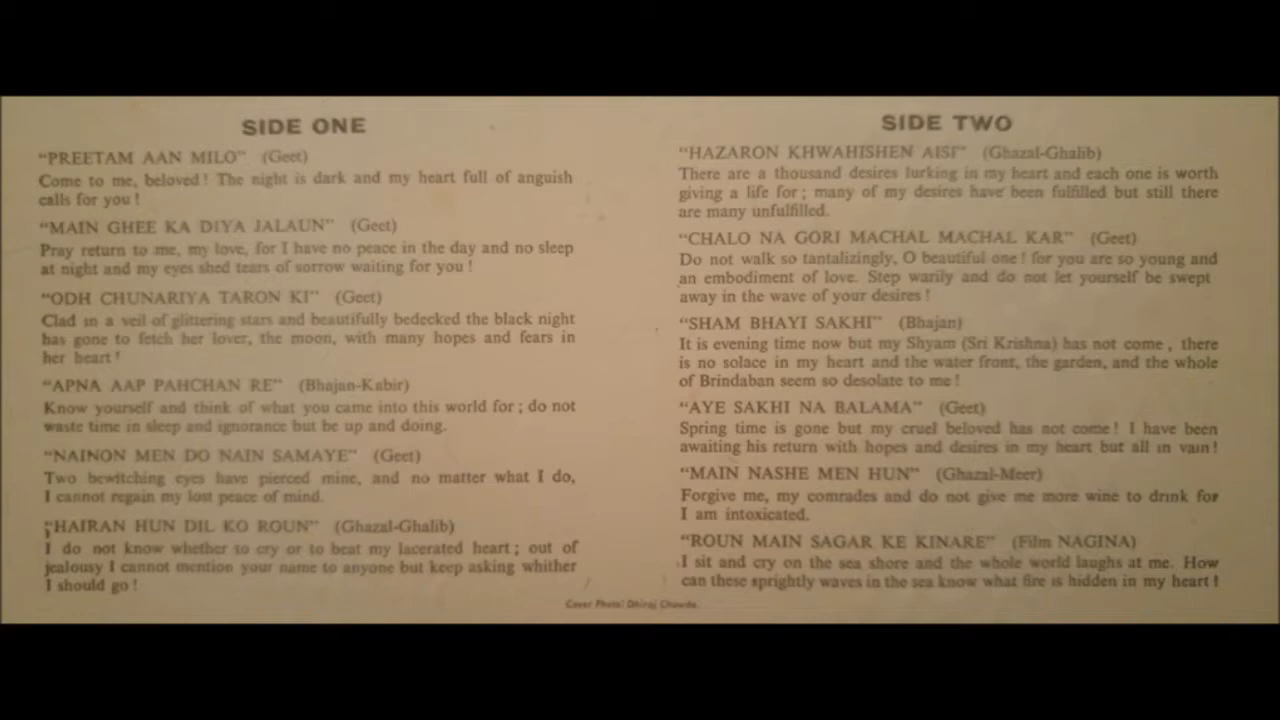 SIDE ONE
"PREETAM AAN MILO" (Geet)
Come to me, beloved! The night is dark and my heart full of anguish
calls for you!
"MAIN GHEE KA DIYA JALAUN" (Geet)
Pray return to me, my love, for I have no peace in the day and no sleep
at night and my eyes shed tears of sorrow waiting for you!
"ODH CHUNARIYA TARON KI" (Geet)
Clad in a veil of glittering stars and beautifully bedecked the black night
has gone to fetch her lover, the moon, with many hopes and fears in
her heart!
"APNA AAP PAHCHAN RE" (Bhajan-Kabir)
Know yourself and think of what you came into this world for; do not
waste time in sleep and ignorance but be up and doing.
"NAINON MEN DO NAIN SAMAYE" (Geet)
Two bewitching eyes have pierced mine, and no matter what I do,
I cannot regain my lost peace of mind.
"HAIRAN HUN DIL KO ROUN" (Ghazal-Ghalib)
I do not know whether to cry or to beat my lacerated heart; out of
jealousy I cannot mention your name to anyone but keep asking whither
I should go!
SIDE TWO
"HAZARON KHWAHISHEN AISI" (Ghazal-Ghalib)
There are a thousand desires lurking in my heart and each one is worth
giving a life for; many of my desires have been fulfilled but still there
are many unfulfilled.
"CHALO NA GORI MACHAL MACHAL KAR" (Geet)
Do not walk so tantalizingly, O beautiful one! for you are so young and
an embodiment of love. Step warily and do not let yourself be swept
away in the wave of your desires!
"SHAM BHAYI SAKHI" (Bhajan)
It is evening time now but my Shyam (Sri Krishna) has not come, there
is no solace in my heart and the water front, the garden, and the whole
of Brindaban seem so desolate to me!
"AYE SAKHI NA BALAMA" (Geet)
Spring time is gone but my cruel beloved has not come! I have been
awaiting his return with hopes and desires in my heart but all in vain!
"MAIN NASHE MEN HUN" (Ghazal-Meer)
Forgive me, my comrades and do not give me more wine to drink for
I am intoxicated.
"ROUN MAIN SAGAR KE KINARE" (Film NAGINA)
I sit and cry on the sea shore and the whole world laughs at me. How
can these sprightly waves in the sea know what fire is hidden in my heart!
Cover Photo: Dhiraj Chawda.